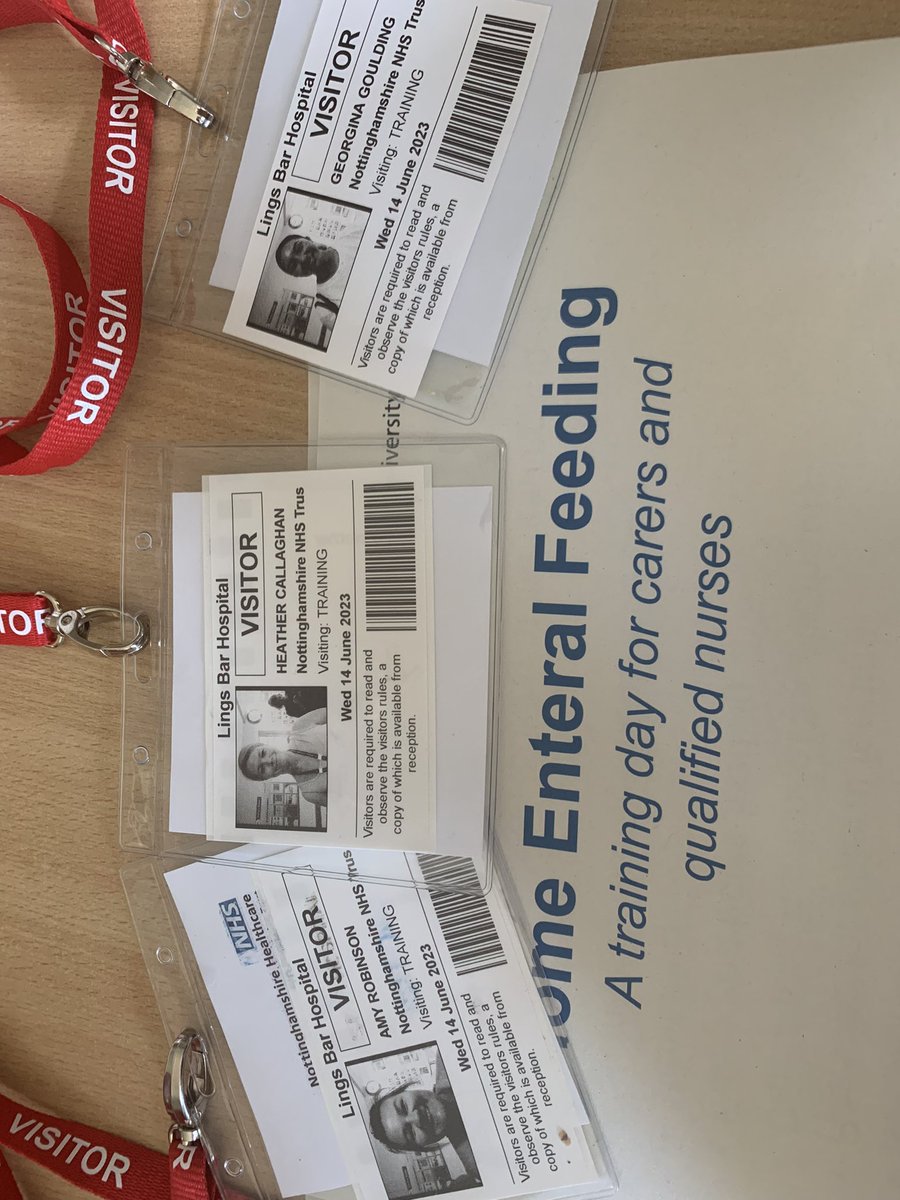 VISITOR
VISITOR
VISITOR
Lings Bar Hospital
VISITOR
GEORGINA GOULDING
Nottinghamshire NHS Trus
Visiting: TRAINING
Wed 14 June 2023
Visitors are required to read and
observe the visitors rules, a
copy of which is available from
reception.
TOR
Lings Bar Hospital
VISITOR
HEATHER CALLAGHAN
Nottinghamshire NHS Trus
Visiting: TRAINING
Wed 14 June 2023
Visitors are required to read and
observe the visitors rules, a
copy of which is available from
reception.
VISITOR
NHS
Nottinghamshire Healthcare
Lings Bar Hospital
VISITOR
AMY ROBINSON
Nottinghamshire NHS Trus
Visiting: TRAINING
Wed 14 June 2023
Visitors are required to read and
observe the visitors rules, a
copy of which is available from
reception.
iversity
ome Enteral Feeding
A training day for carers and
qualified nurses